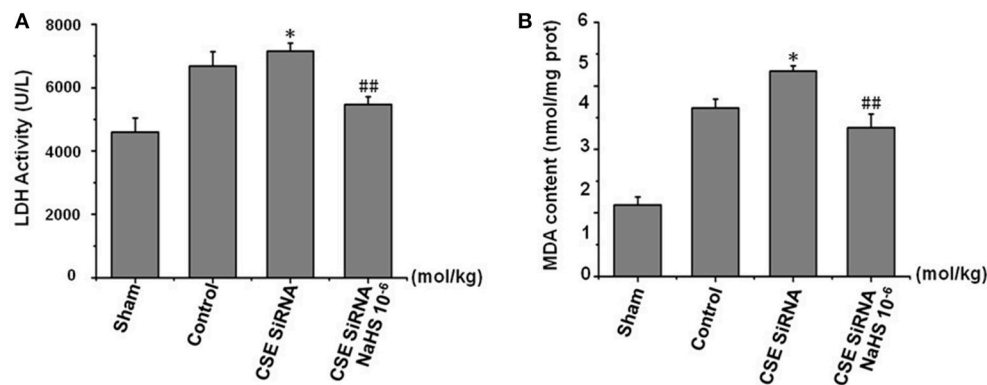 A
LDH Activity (U/L)
8000
6000
4000
2000
0
*
##
Sham
Control
CSE SiRNA
CSE SiRNA
NaHS 10⁻⁶
(mol/kg)
B
MDA content (nmol/mg prot)
6
5
4
3
2
1
0
*
##
Sham
Control
CSE SiRNA
CSE SiRNA
NaHS 10⁻⁶
(mol/kg)